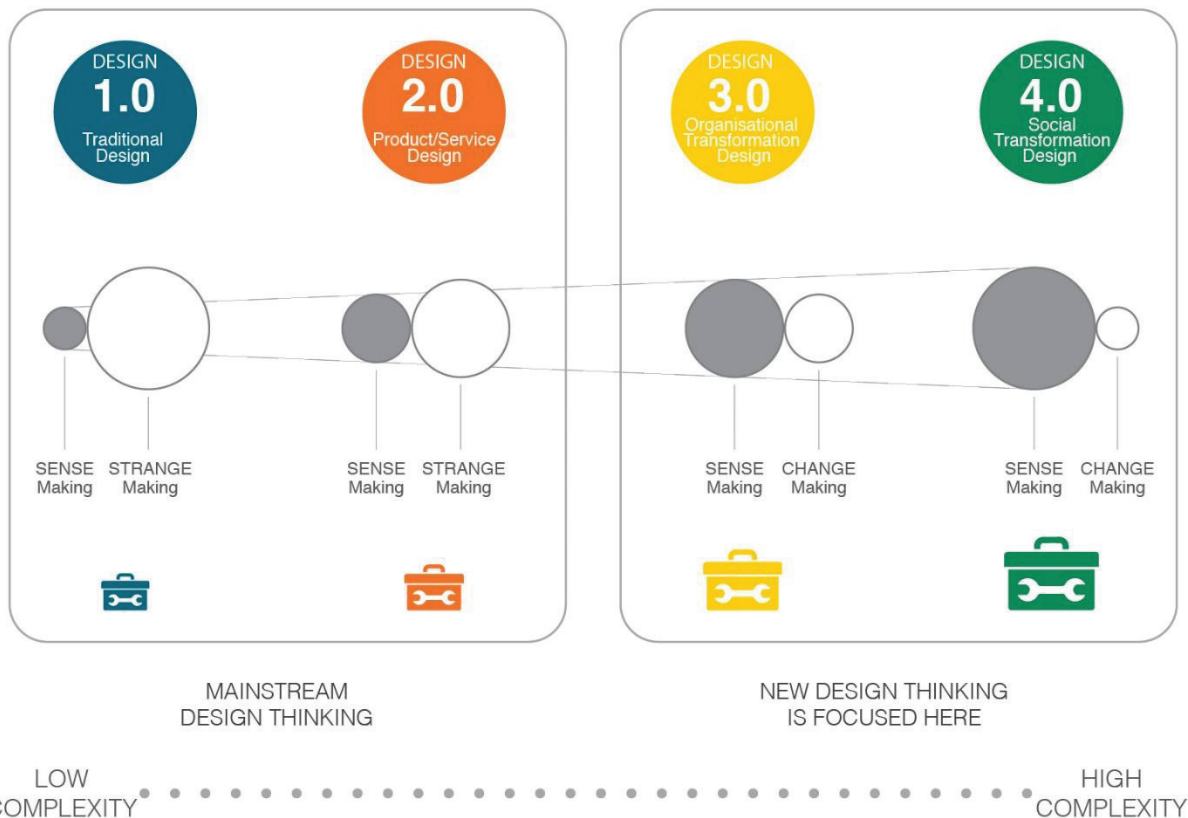 DESIGN
1.0
Traditional
Design
DESIGN
2.0
Product/Service
Design
DESIGN
3.0
Organisational
Transformation
Design
DESIGN
4.0
Social
Transformation
Design
SENSE
Making
STRANGE
Making
SENSE
Making
STRANGE
Making
SENSE
Making
CHANGE
Making
SENSE
Making
CHANGE
Making
MAINSTREAM
DESIGN THINKING
NEW DESIGN THINKING
IS FOCUSED HERE
LOW
COMPLEXITY
HIGH
COMPLEXITY